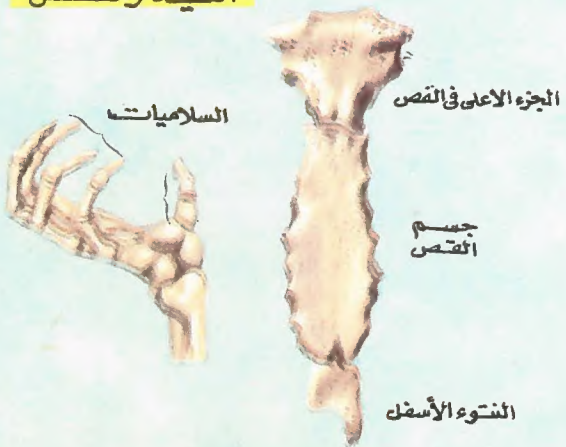 السلاميات
الجزء الاعلى فى القص
جسم
القص
النتوء الأسفل